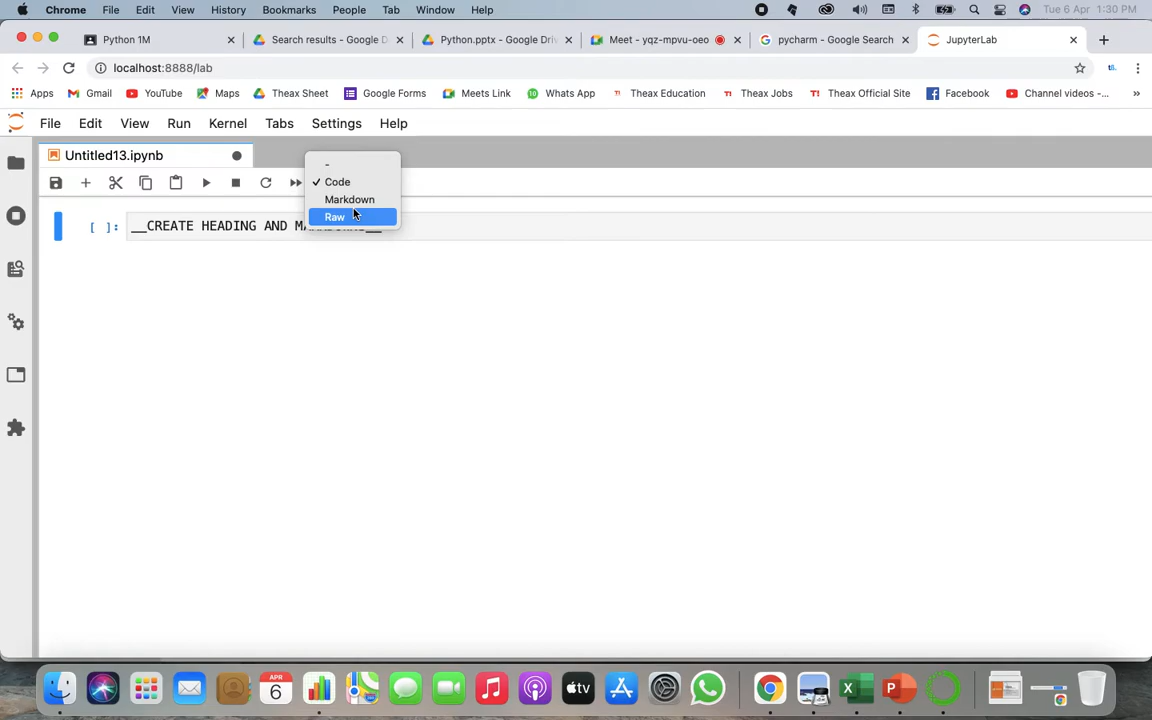 Chrome File Edit View History Bookmarks People Tab Window Help Tue 6 Apr 1:30 PM
Python 1M Search results - Google D Python.pptx - Google Driv Meet - yqz-mpvu-oeo pycharm - Google Search JupyterLab
localhost:8888/lab
Apps Gmail YouTube Maps Theax Sheet Google Forms Meets Link Whats App Theax Education Theax Jobs Theax Official Site Facebook Channel videos -... »
File Edit View Run Kernel Tabs Settings Help
Untitled13.ipynb
-
Code
Markdown
Raw
[ ]: __CREATE HEADING AND
APR
6
tv